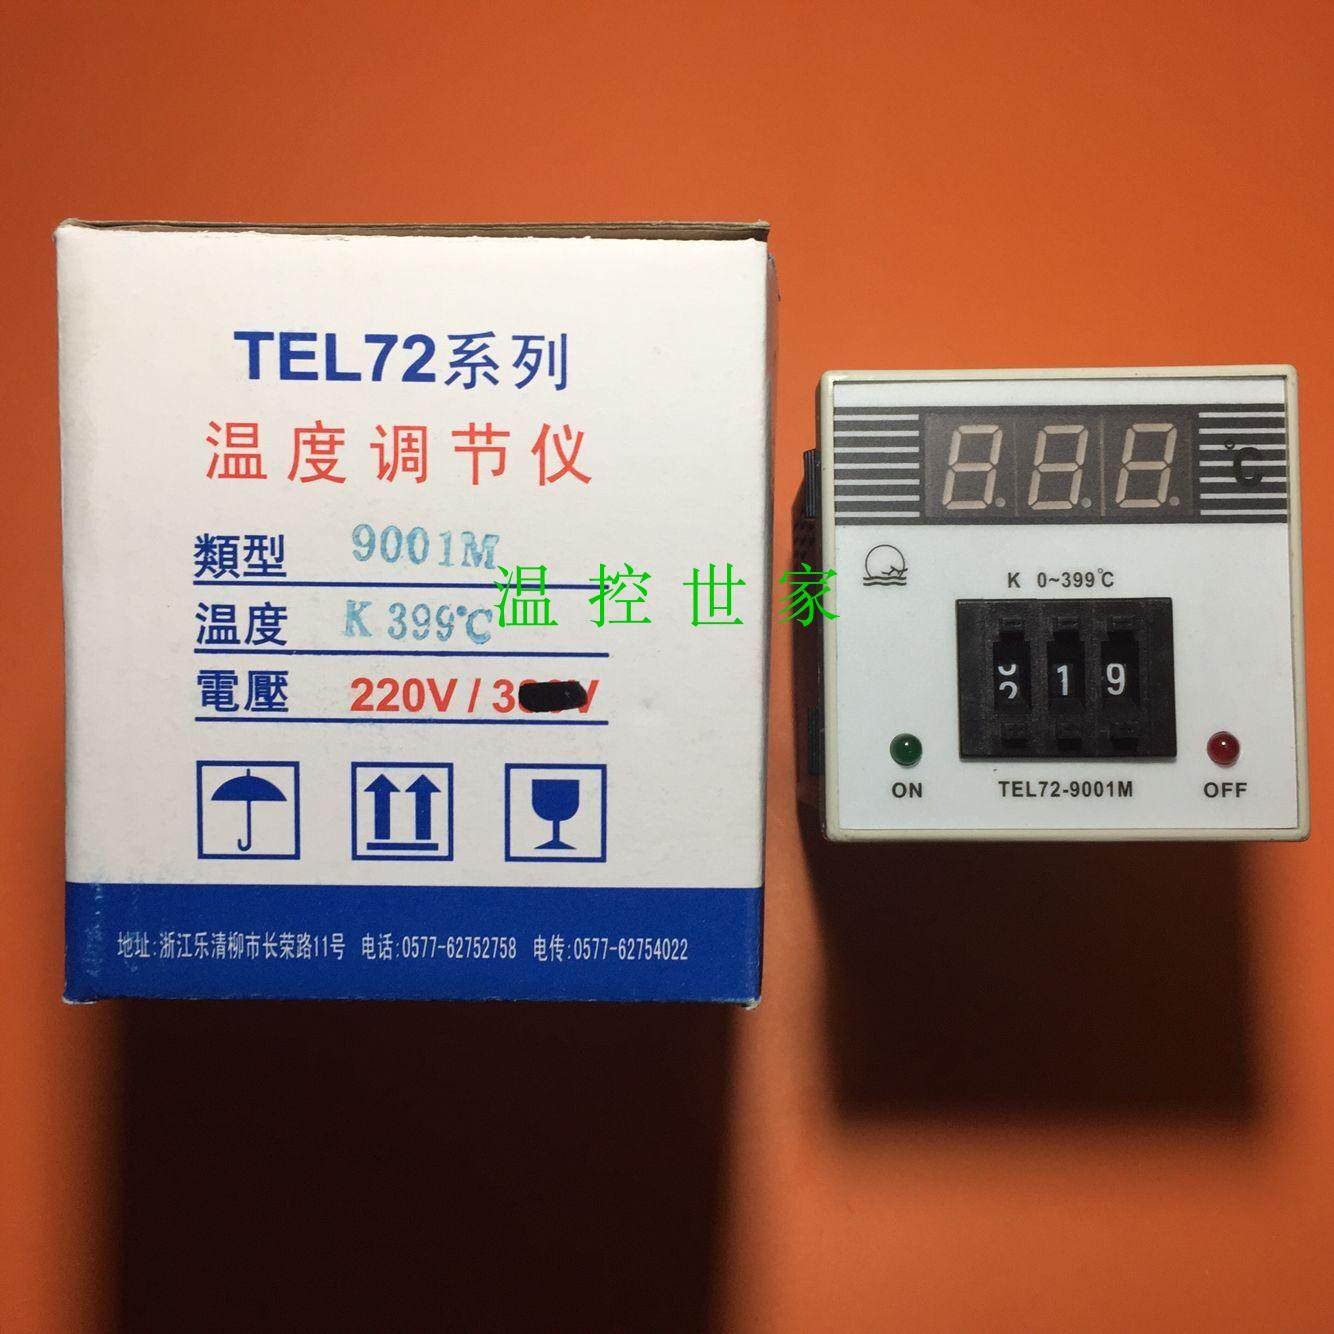 TEL72系列
温度调节仪
類型 9001M
温度 K 399℃
電壓 220V / 3 V
地址:浙江乐清柳市长荣路11号 电话:0577-62752758 电传:0577-62754022
温控世家
℃
K 0~399℃
1 9
ON TEL72-9001M OFF